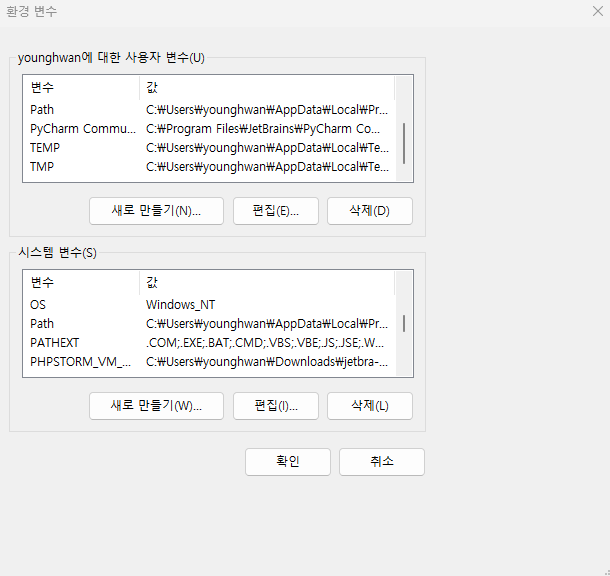 환경 변수
younghwan에 대한 사용자 변수(U)
변수 값
Path C:₩Users₩younghwan₩AppData₩Local₩Pr...
PyCharm Commu... C:₩Program Files₩JetBrains₩PyCharm Co...
TEMP C:₩Users₩younghwan₩AppData₩Local₩Te...
TMP C:₩Users₩younghwan₩AppData₩Local₩Te...
새로 만들기(N)... 편집(E)... 삭제(D)
시스템 변수(S)
변수 값
OS Windows_NT
Path C:₩Users₩younghwan₩AppData₩Local₩Pr...
PATHEXT .COM;.EXE;.BAT;.CMD;.VBS;.VBE;.JS;.JSE;.W...
PHPSTORM_VM_... C:₩Users₩younghwan₩Downloads₩jetbra-...
새로 만들기(W)... 편집(I)... 삭제(L)
확인 취소